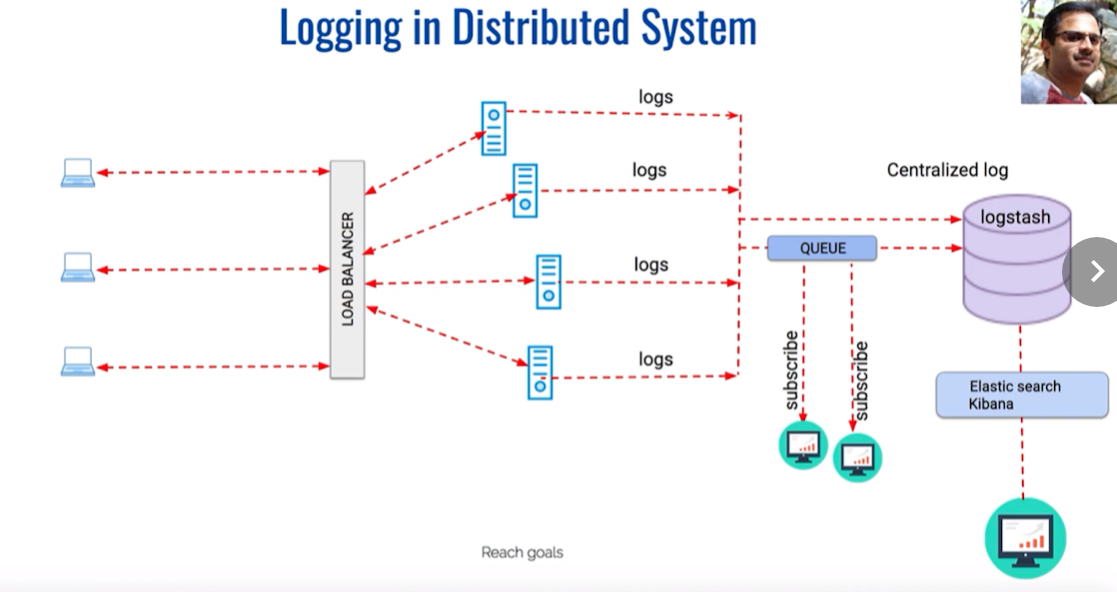 Logging in Distributed System
logs
logs
logs
logs
LOAD BALANCER
Centralized log
logstash
QUEUE
subscribe
subscribe
Elastic search
Kibana
Reach goals